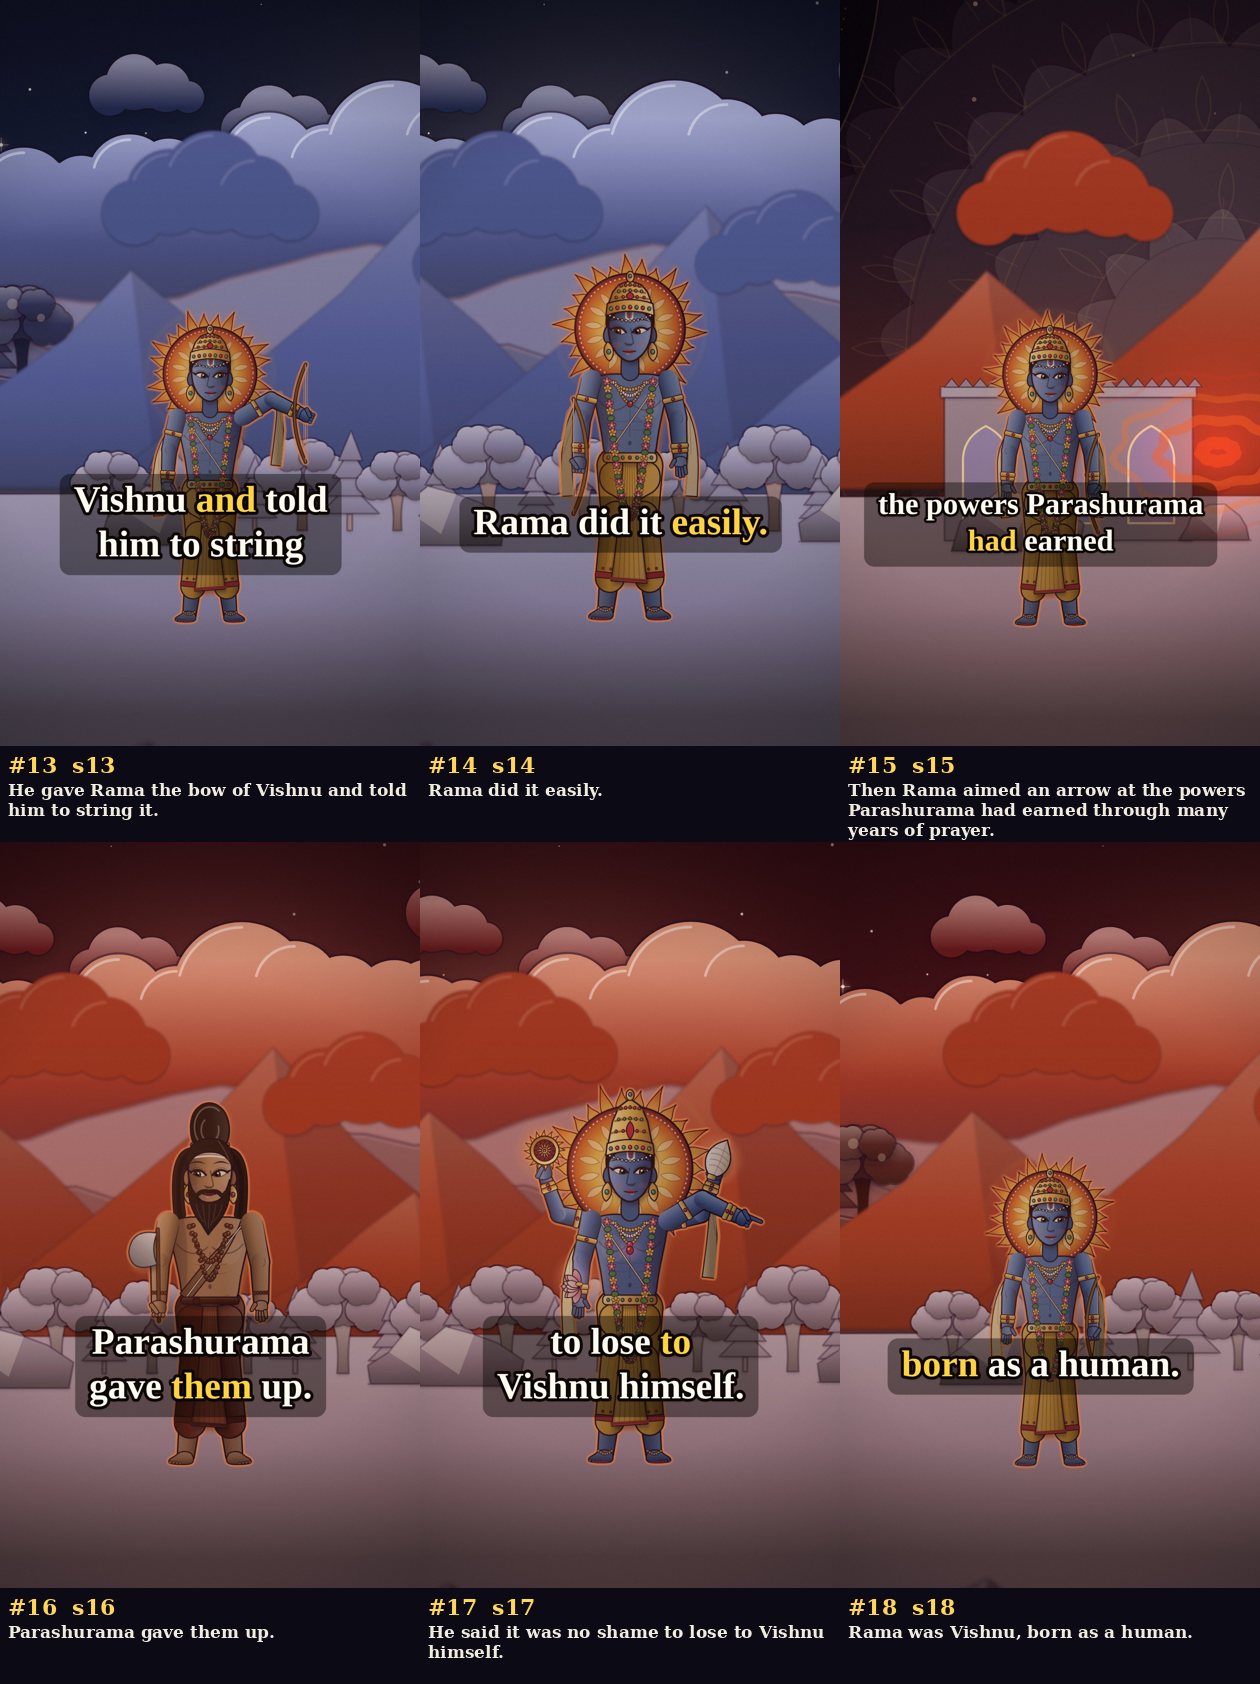 Vishnu and told
him to string
#13 s13
He gave Rama the bow of Vishnu and told
him to string it.
Rama did it easily.
#14 s14
Rama did it easily.
the powers Parashurama
had earned
#15 s15
Then Rama aimed an arrow at the powers
Parashurama had earned through many
years of prayer.
Parashurama
gave them up.
#16 s16
Parashurama gave them up.
to lose to
Vishnu himself.
#17 s17
He said it was no shame to lose to Vishnu
himself.
born as a human.
#18 s18
Rama was Vishnu, born as a human.